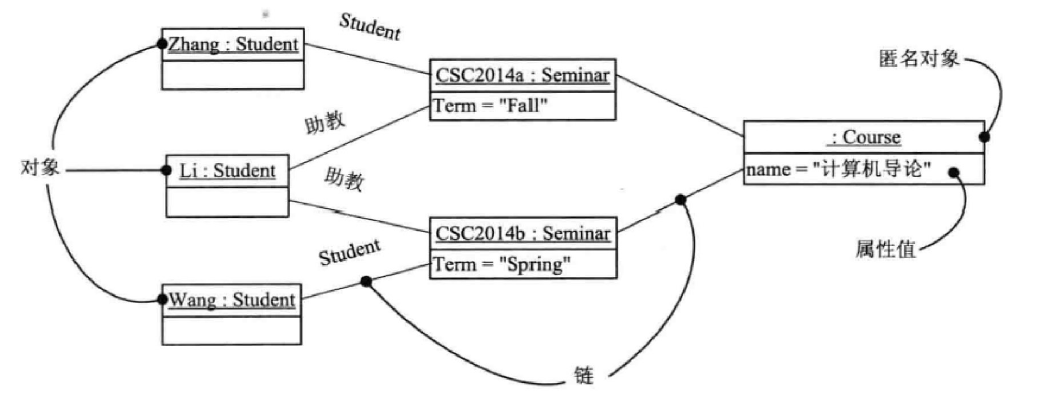 Student
Zhang : Student
匿名对象
CSC2014a : Seminar
Term = "Fall"
助教
: Course
对象
Li : Student
助教
name = "计算机导论"
CSC2014b : Seminar
Student
属性值
Term = "Spring"
Wang : Student
链